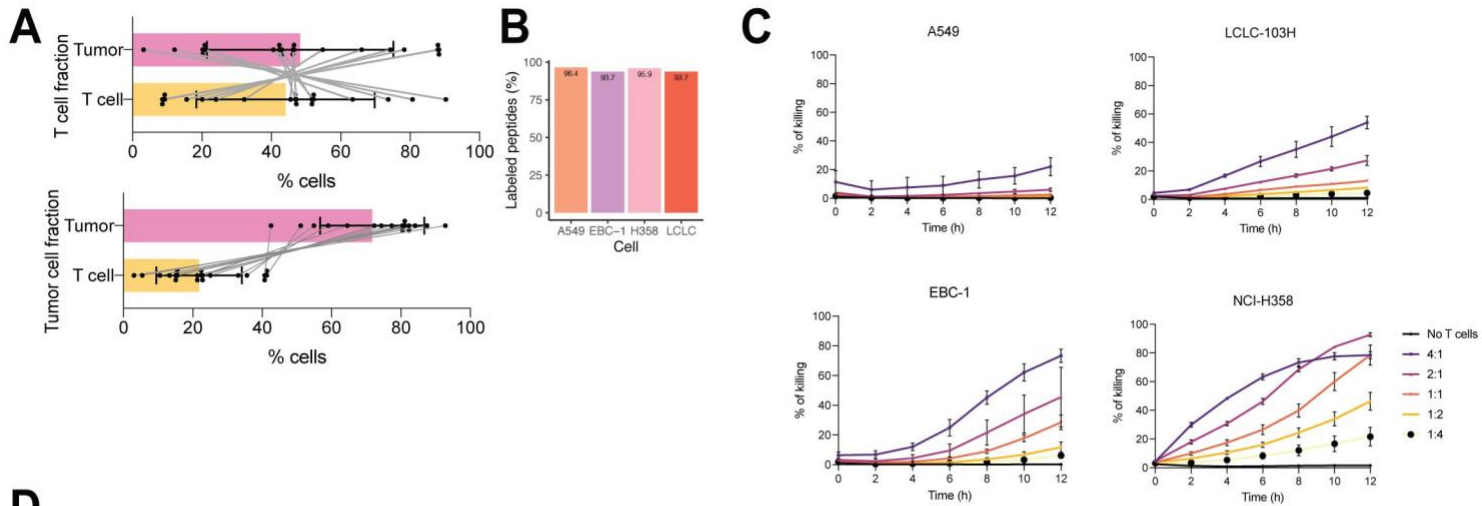 A
T cell fraction
Tumor
T cell
0 20 40 60 80 100
% cells
Tumor cell fraction
Tumor
T cell
0 20 40 60 80 100
% cells
B
Labeled peptides (%)
100
75
50
25
0
96.4 93.7 95.9 93.7
A549 EBC–1 H358 LCLC
Cell
C
A549
% of killing
100
80
60
40
20
0
0 2 4 6 8 10 12
Time (h)
LCLC-103H
% of killing
100
80
60
40
20
0
0 2 4 6 8 10 12
Time (h)
EBC-1
% of killing
100
80
60
40
20
0
0 2 4 6 8 10 12
Time (h)
NCI-H358
% of killing
100
80
60
40
20
0
0 2 4 6 8 10 12
Time (h)
No T cells
4:1
2:1
1:1
1:2
1:4